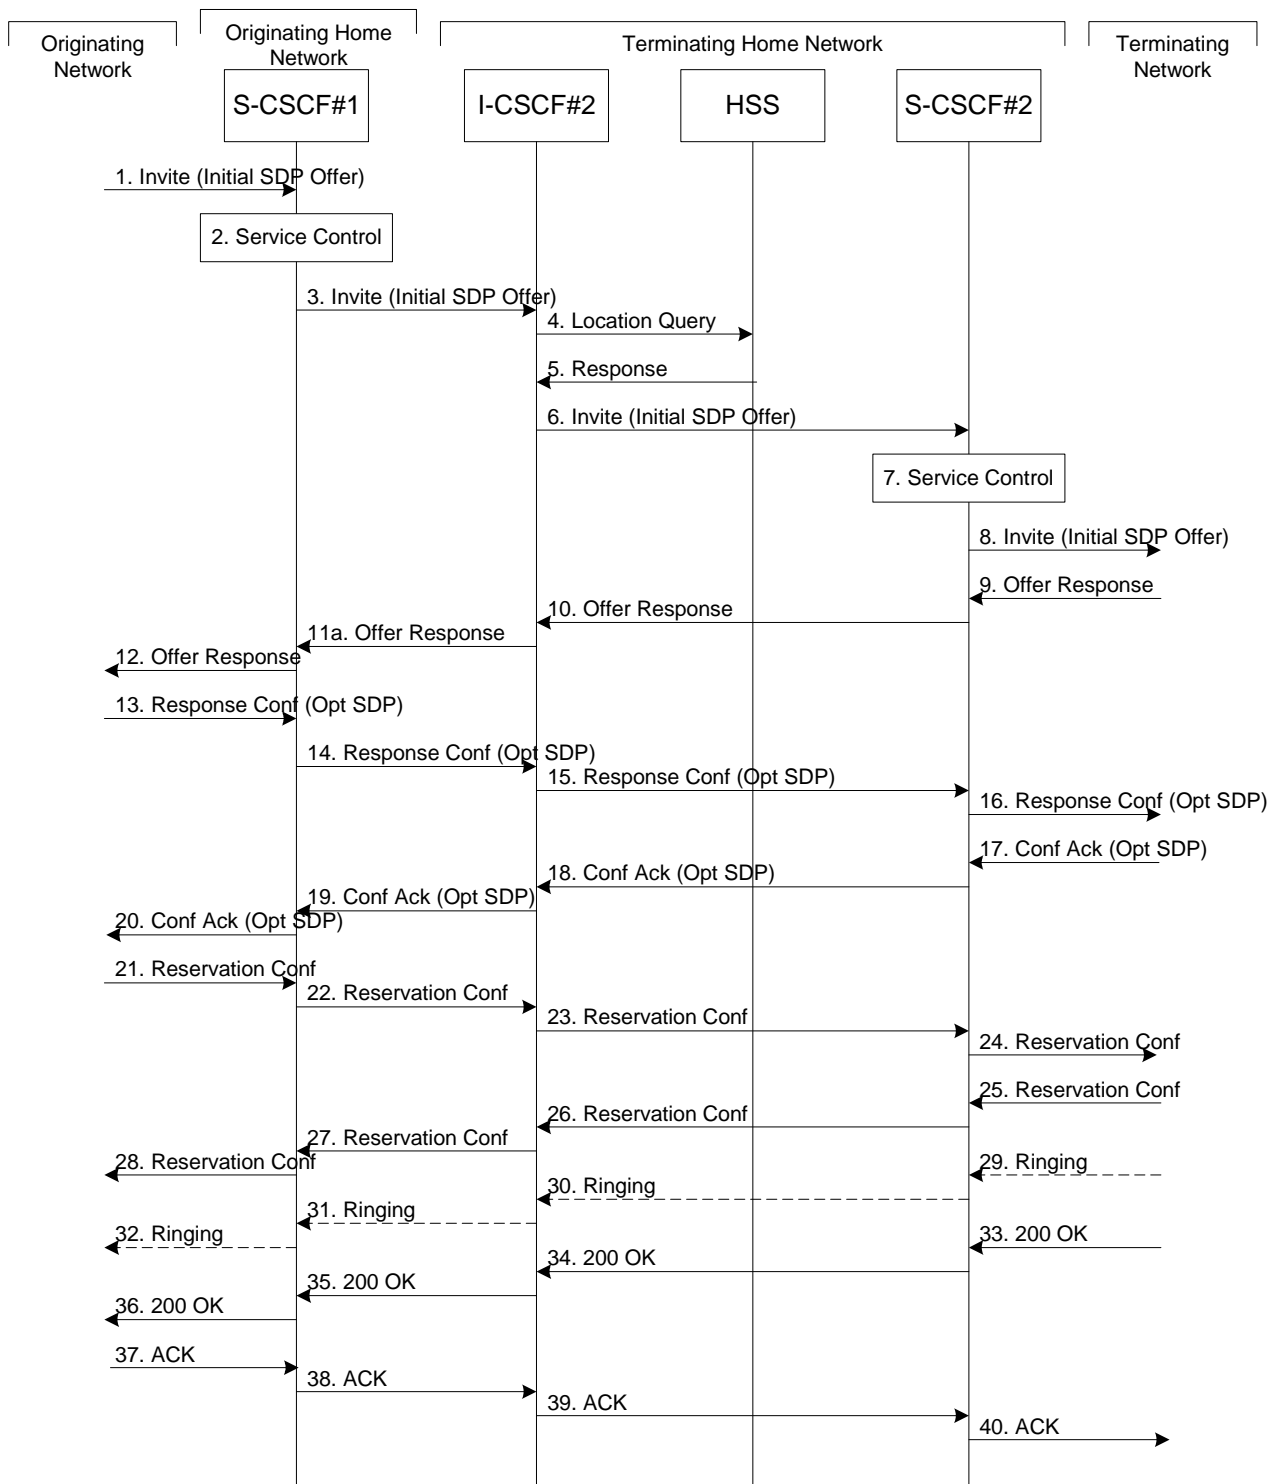 Originating
Network
Originating Home
Network
Terminating Home Network
Terminating
Network
S-CSCF#1
I-CSCF#2
HSS
S-CSCF#2
1. Invite (Initial SDP Offer)
2. Service Control
3. Invite (Initial SDP Offer)
4. Location Query
5. Response
6. Invite (Initial SDP Offer)
7. Service Control
8. Invite (Initial SDP Offer)
9. Offer Response
10. Offer Response
11a. Offer Response
12. Offer Response
13. Response Conf (Opt SDP)
14. Response Conf (Opt SDP)
15. Response Conf (Opt SDP)
16. Response Conf (Opt SDP)
17. Conf Ack (Opt SDP)
18. Conf Ack (Opt SDP)
19. Conf Ack (Opt SDP)
20. Conf Ack (Opt SDP)
21. Reservation Conf
22. Reservation Conf
23. Reservation Conf
24. Reservation Conf
25. Reservation Conf
26. Reservation Conf
27. Reservation Conf
28. Reservation Conf
29. Ringing
30. Ringing
31. Ringing
32. Ringing
33. 200 OK
34. 200 OK
35. 200 OK
36. 200 OK
37. ACK
38. ACK
39. ACK
40. ACK